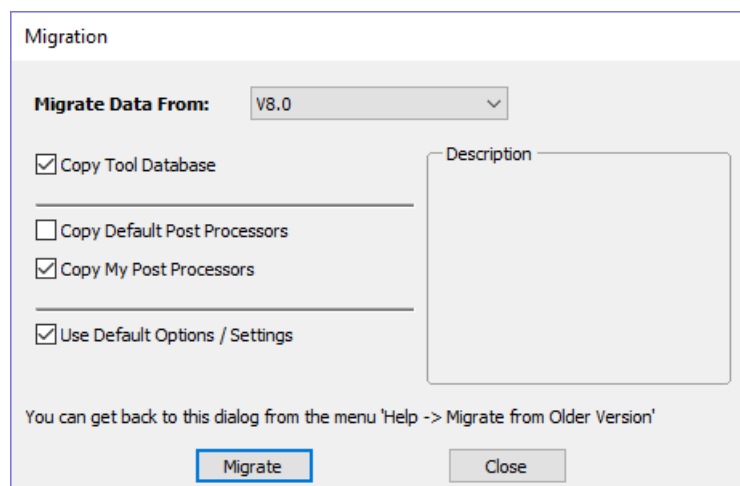 Migration
Migrate Data From: V8.0
Copy Tool Database
Description
Copy Default Post Processors
Copy My Post Processors
Use Default Options / Settings
You can get back to this dialog from the menu 'Help -> Migrate from Older Version'
Migrate Close